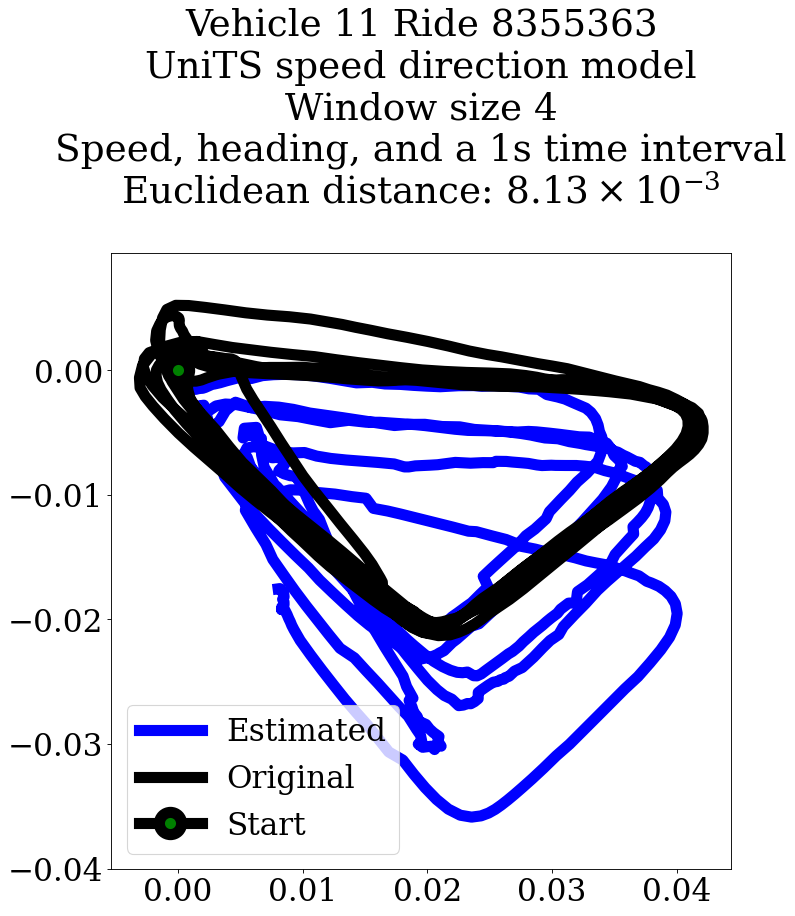 Vehicle 11 Ride 8355363
UniTS speed direction model
Window size 4
Speed, heading, and a 1s time interval
Euclidean distance: 8.13 × 10⁻³
0.00
−0.01
−0.02
−0.03
−0.04
Estimated
Original
Start
0.00 0.01 0.02 0.03 0.04